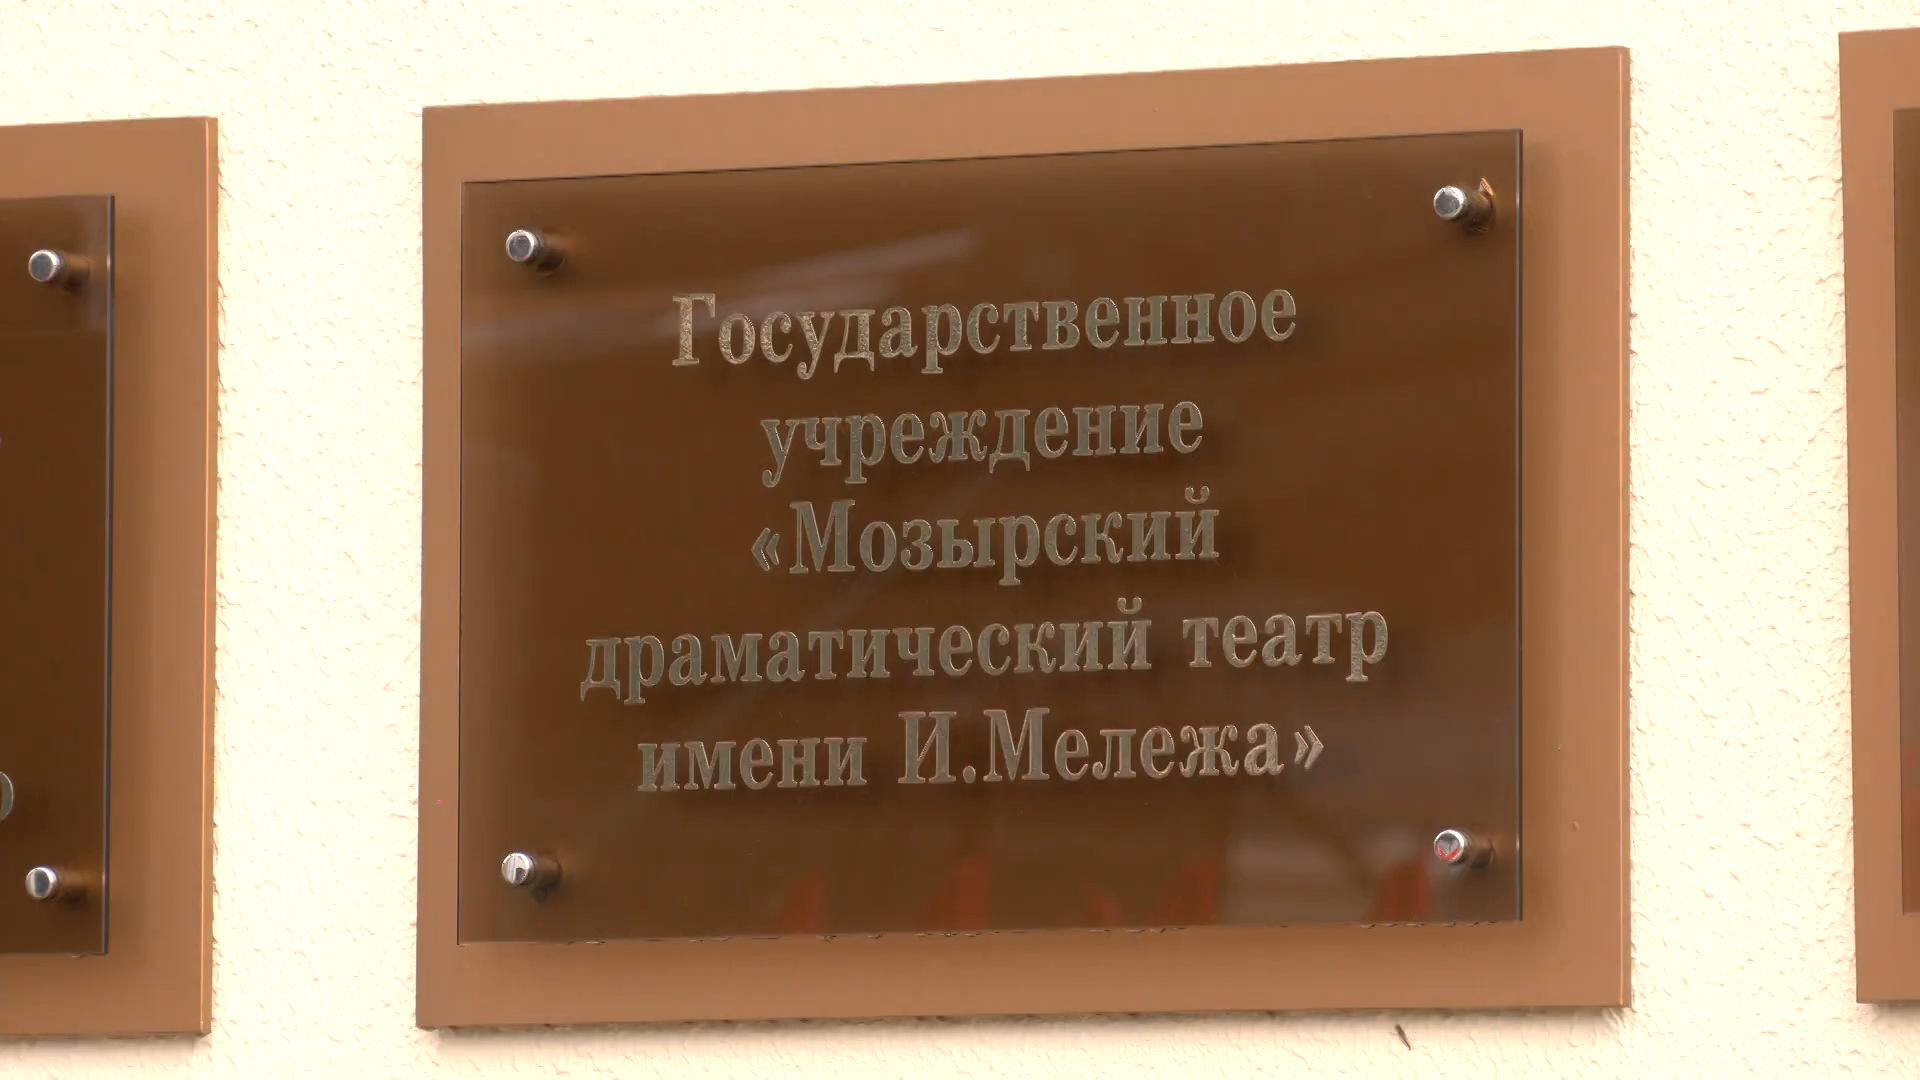 Государственное
учреждение
«Мозырский
драматический театр
имени И.Мележа»